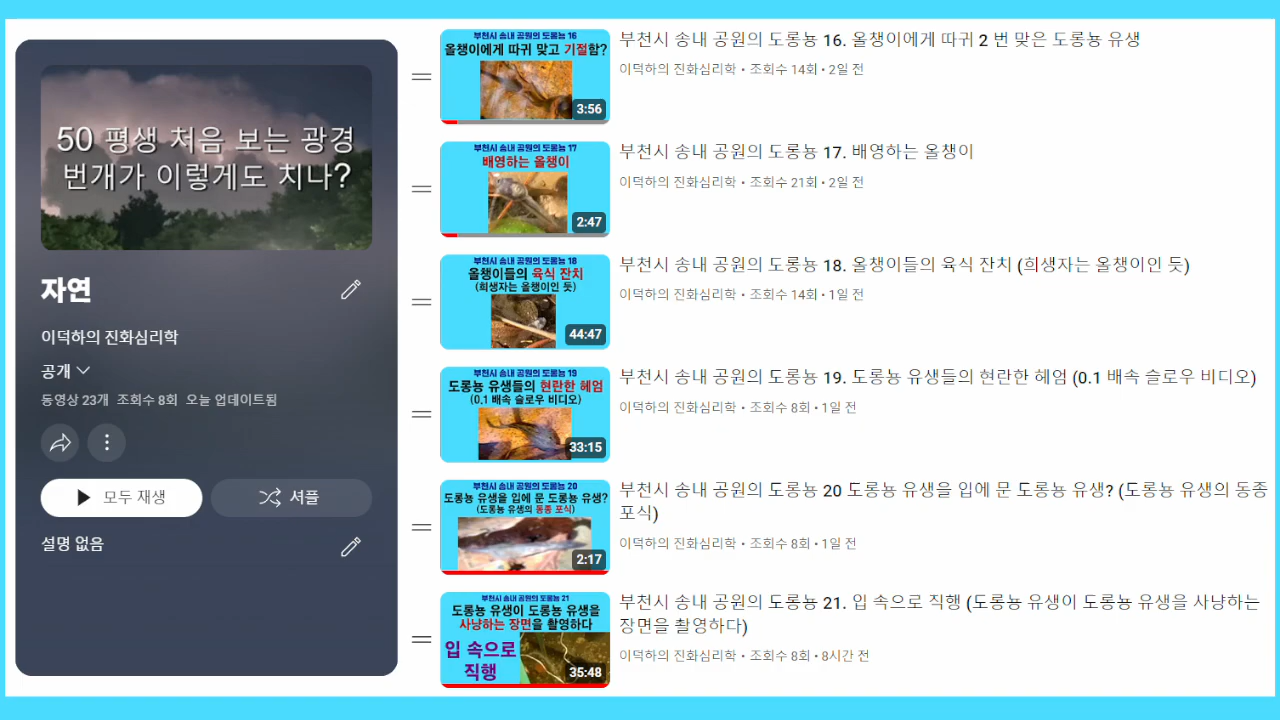 50 평생 처음 보는 광경
번개가 이렇게도 치나?
자연
이덕하의 진화심리학
공개
동영상 23개 조회수 8회 오늘 업데이트됨
모두 재생
셔플
설명 없음
부천시 송내 공원의 도롱뇽 16
올챙이에게 따귀 맞고 기절함?
3:56
부천시 송내 공원의 도롱뇽 16. 올챙이에게 따귀 2 번 맞은 도롱뇽 유생
이덕하의 진화심리학 • 조회수 14회 • 2일 전
부천시 송내 공원의 도롱뇽 17
배영하는 올챙이
2:47
부천시 송내 공원의 도롱뇽 17. 배영하는 올챙이
이덕하의 진화심리학 • 조회수 21회 • 2일 전
부천시 송내 공원의 도롱뇽 18
올챙이들의 육식 잔치
(희생자는 올챙이인 듯)
44:47
부천시 송내 공원의 도롱뇽 18. 올챙이들의 육식 잔치 (희생자는 올챙이인 듯)
이덕하의 진화심리학 • 조회수 14회 • 1일 전
부천시 송내 공원의 도롱뇽 19
도롱뇽 유생들의 현란한 헤엄
(0.1 배속 슬로우 비디오)
33:15
부천시 송내 공원의 도롱뇽 19. 도롱뇽 유생들의 현란한 헤엄 (0.1 배속 슬로우 비디오)
이덕하의 진화심리학 • 조회수 8회 • 1일 전
부천시 송내 공원의 도롱뇽 20
도롱뇽 유생을 입에 문 도롱뇽 유생?
(도롱뇽 유생의 동종 포식)
2:17
부천시 송내 공원의 도롱뇽 20 도롱뇽 유생을 입에 문 도롱뇽 유생? (도롱뇽 유생의 동종
포식)
이덕하의 진화심리학 • 조회수 8회 • 1일 전
부천시 송내 공원의 도롱뇽 21
도롱뇽 유생이 도롱뇽 유생을
사냥하는 장면을 촬영하다
입 속으로
직행
35:48
부천시 송내 공원의 도롱뇽 21. 입 속으로 직행 (도롱뇽 유생이 도롱뇽 유생을 사냥하는
장면을 촬영하다)
이덕하의 진화심리학 • 조회수 8회 • 8시간 전